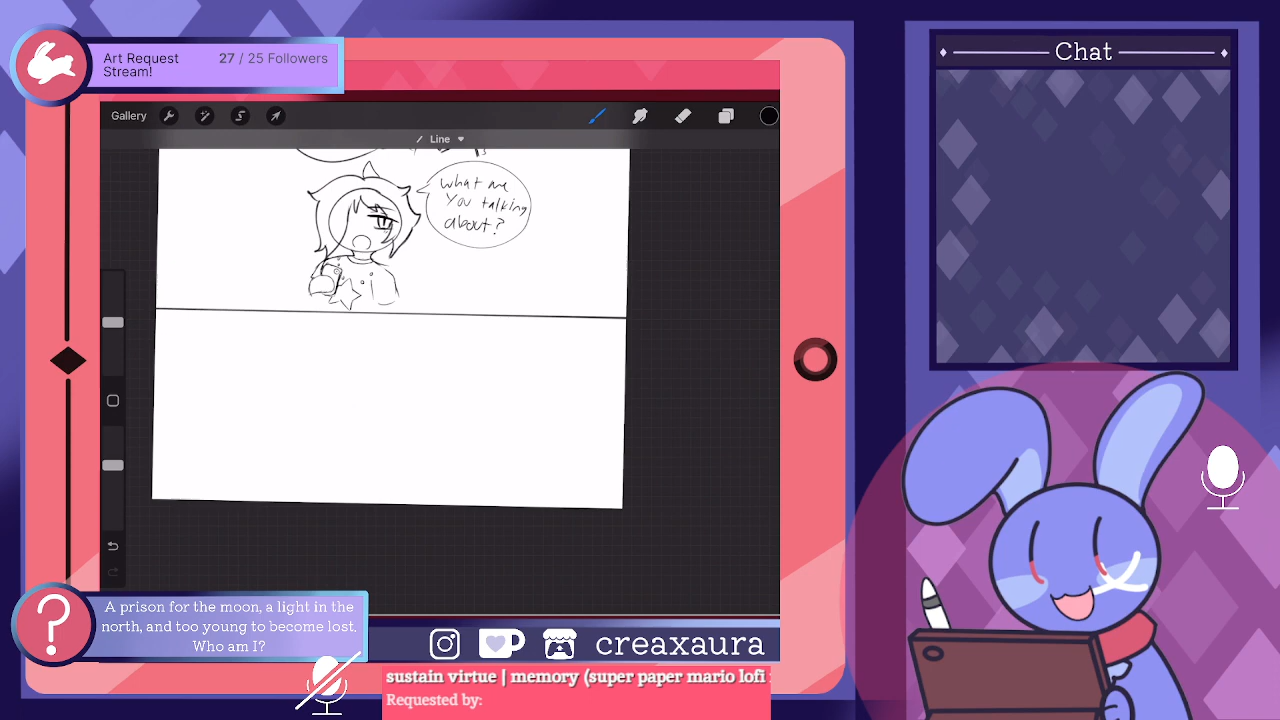 Art Request
Stream!
27 / 25 Followers
Chat
Gallery
Line
What are
You talking
about?
?
A prison for the moon, a light in the
north, and too young to become lost.
Who am I?
creaxaura
sustain virtue | memory (super paper mario lofi
Requested by: